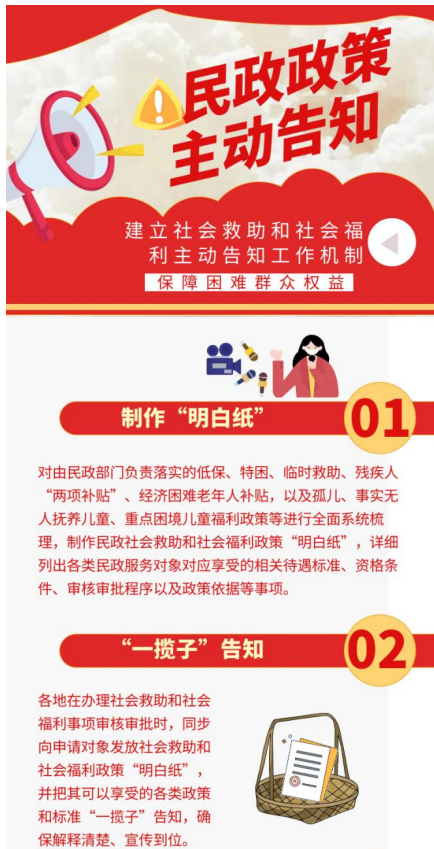 民政政策
主动告知
建立社会救助和社会福
利主动告知工作机制
保障困难群众权益
制作“明白纸”
01
对由民政部门负责落实的低保、特困、临时救助、残疾人
“两项补贴”、经济困难老年人补贴，以及孤儿、事实无
人抚养儿童、重点困境儿童福利政策等进行全面系统梳
理，制作民政社会救助和社会福利政策“明白纸”，详细
列出各类民政服务对象对应享受的相关待遇标准、资格条
件、审核审批程序以及政策依据等事项。
“一揽子”告知
02
各地在办理社会救助和社会
福利事项审核审批时，同步
向申请对象发放社会救助和
社会福利政策“明白纸”，
并把其可以享受的各类政策
和标准“一揽子”告知，确
保解释清楚、宣传到位。